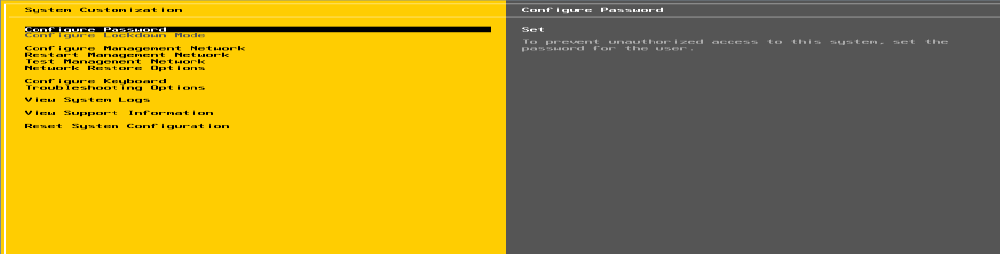 System Customization
Configure Password
Configure Lockdown Mode
Configure Management Network
Restart Management Network
Test Management Network
Network Restore Options
Configure Keyboard
Troubleshooting Options
View System Logs
View Support Information
Reset System Configuration
Configure Password
Set
To prevent unauthorized access to this system, set the
password for the user.